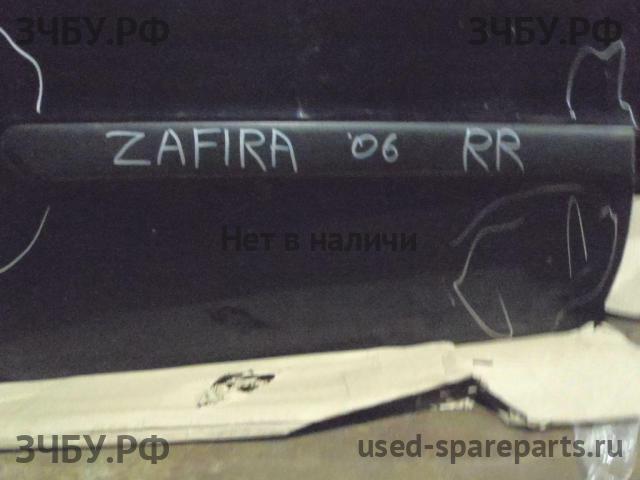 ЗЧБУ.РФ ЗЧБУ.РФ
ZAFIRA '06 RR
Нет в наличи
ЗЧБУ.РФ used-spareparts.ru